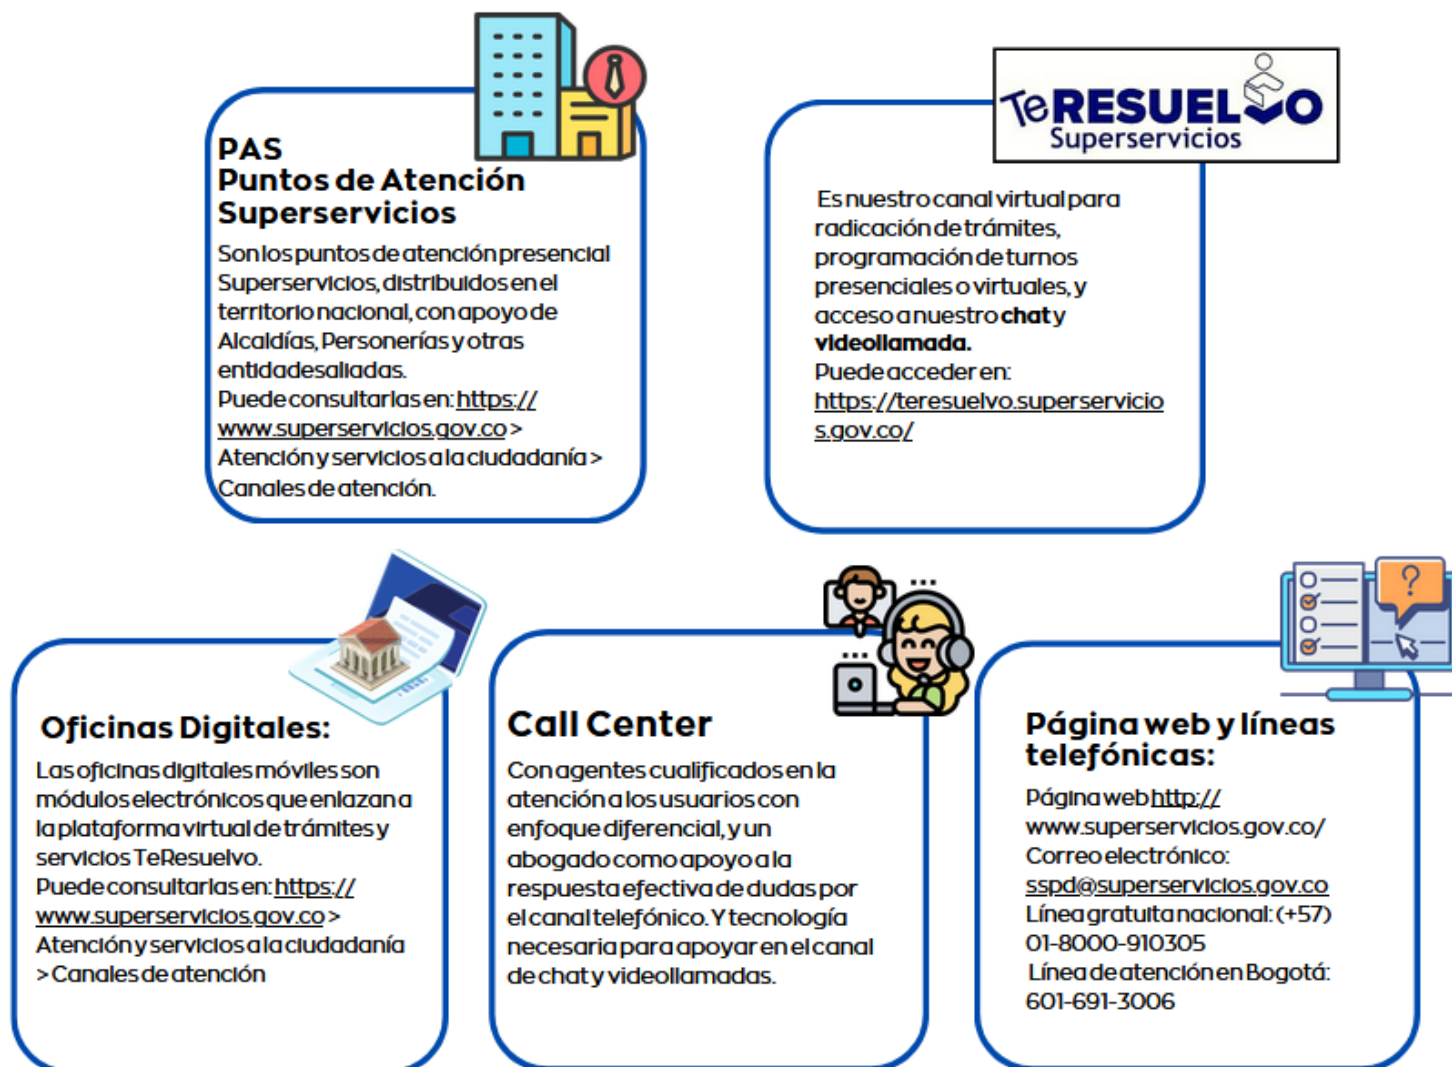 PAS
Puntos de Atención
Superservicios
Son los puntos de atención presencial
Superservicios, distribuidos en el
territorio nacional, con apoyo de
Alcaldías, Personerías y otras
entidadesaliadas.
Puede consultarlas en: https://
www.superservicios.gov.co >
Atención y servicios a la ciudadanía >
Canales de atención.
TeRESUELVO
Superservicios
Es nuestro canal virtual para
radicación de trámites,
programación de turnos
presenciales o virtuales, y
acceso a nuestro chat y
videollamada.
Puede acceder en:
https://teresuelvo.superservicio
s.gov.co/
Oficinas Digitales:
Las oficinas digitales móviles son
módulos electrónicos que enlazan a
la plataforma virtual de trámites y
servicios TeResuelvo.
Puede consultarlas en: https://
www.superservicios.gov.co >
Atención y servicios a la ciudadanía
> Canales de atención
Call Center
Con agentes cualificados en la
atención a los usuarios con
enfoque diferencial, y un
abogado como apoyo a la
respuesta efectiva de dudas por
el canal telefónico. Y tecnología
necesaria para apoyar en el canal
de chat y videollamadas.
Página web y líneas
telefónicas:
Página web http://
www.superservicios.gov.co/
Correo electrónico:
sspd@superservicios.gov.co
Línea gratuita nacional: (+57)
01-8000-910305
Línea de atención en Bogotá:
601-691-3006